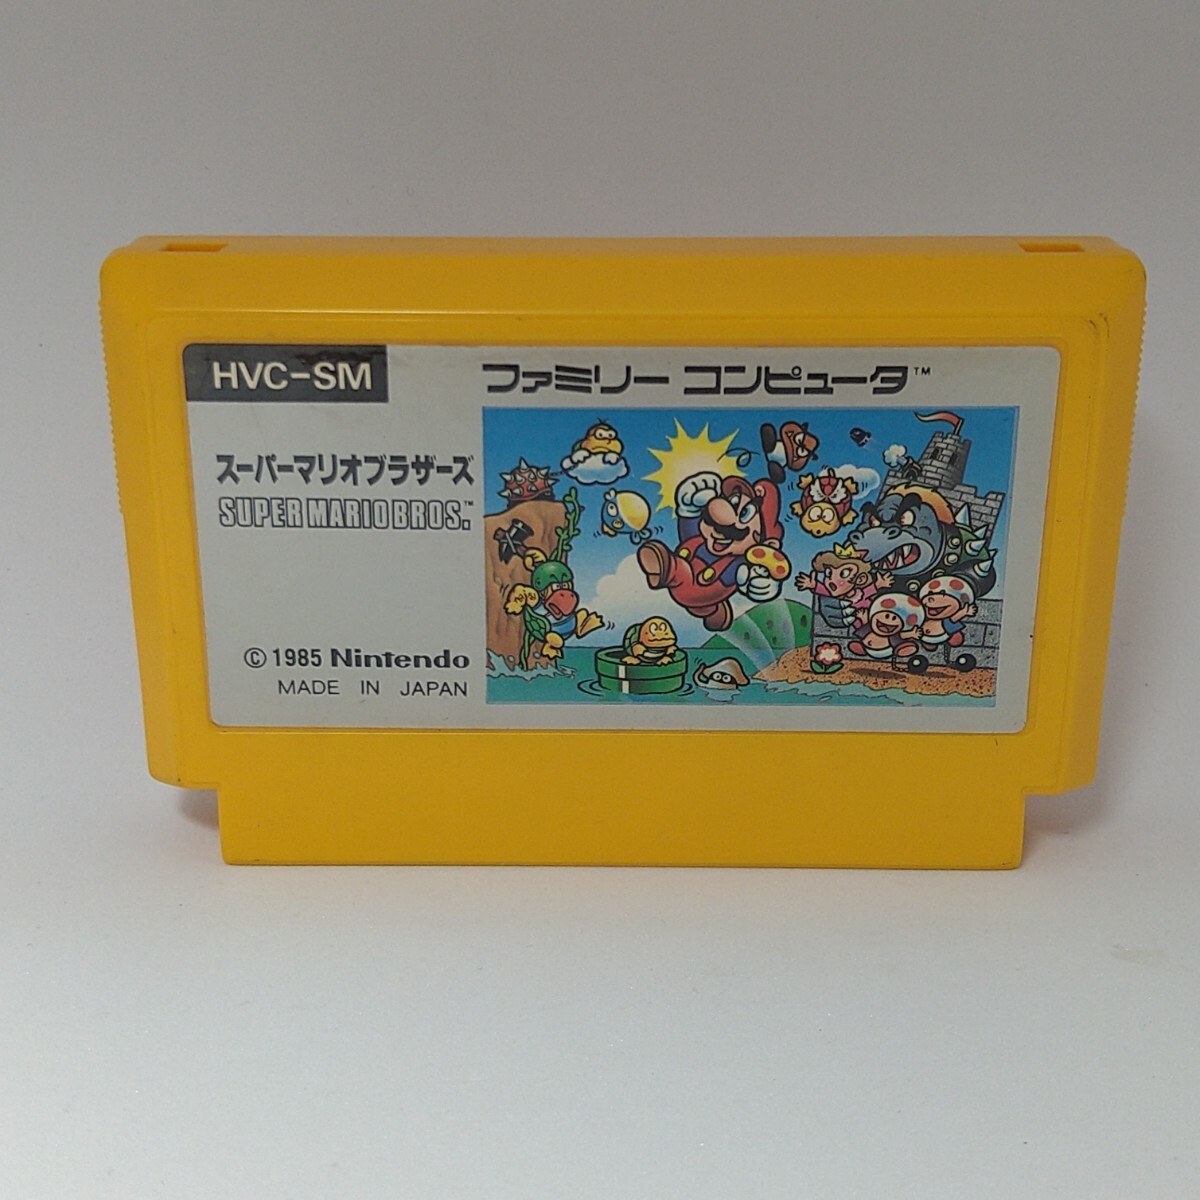 HVC-SM
ファミリー コンピュータ™
スーパーマリオブラザーズ
SUPER MARIO BROS.™
© 1985 Nintendo
MADE IN JAPAN